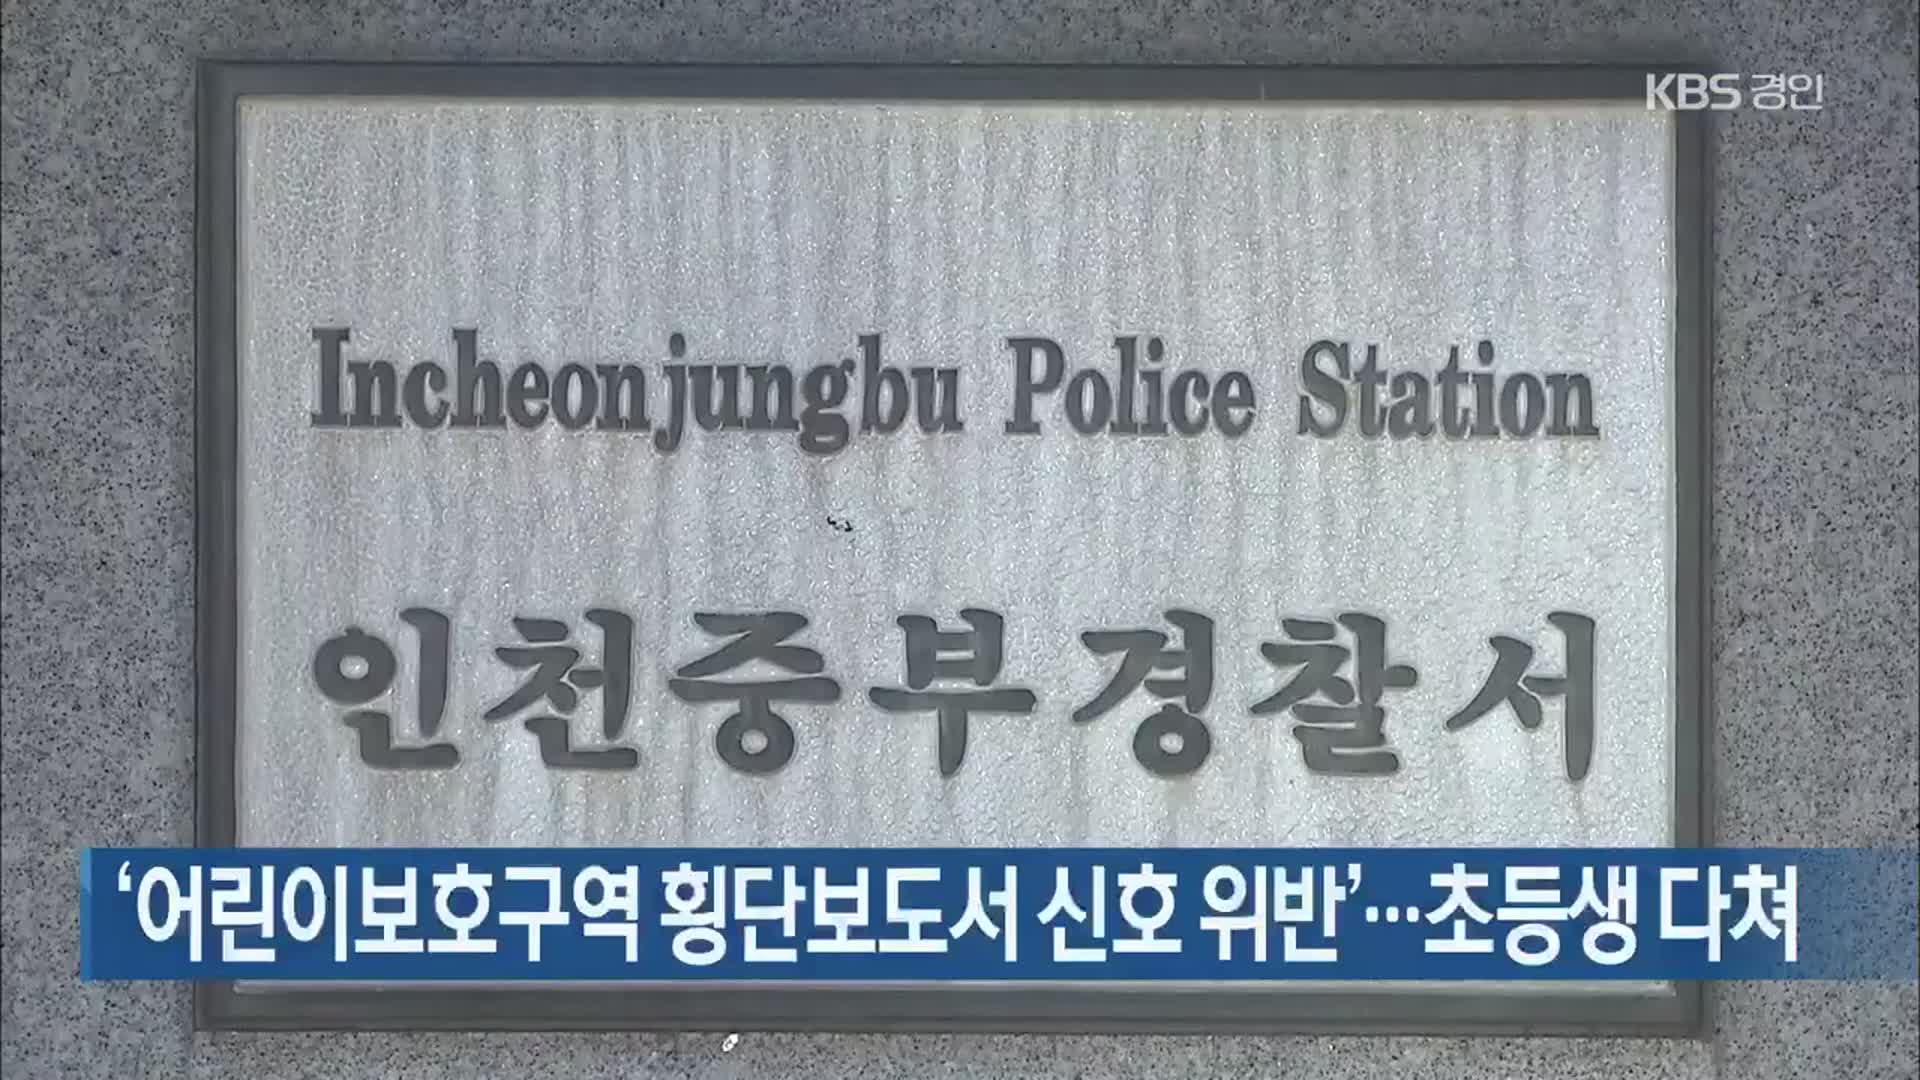 KBS 경인
Incheonjungbu Police Station
인천중부경찰서
‘어린이보호구역 횡단보도서 신호 위반’…초등생 다쳐